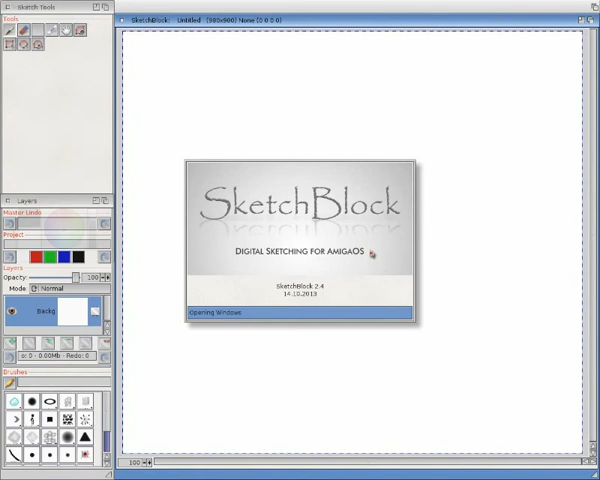 Sketch Tools
Tools
SketchBlock: Untitled (980x900) None (0 0 0 0)
Layers
Master Undo
Project
Layers
Opacity: 100
Mode: Normal
Backg
0: 0 - 0.00Mb - Redo: 0
Brushes
SketchBlock
DIGITAL SKETCHING FOR AMIGAOS
SketchBlock 2.4
14.10.2013
Opening Windows
100